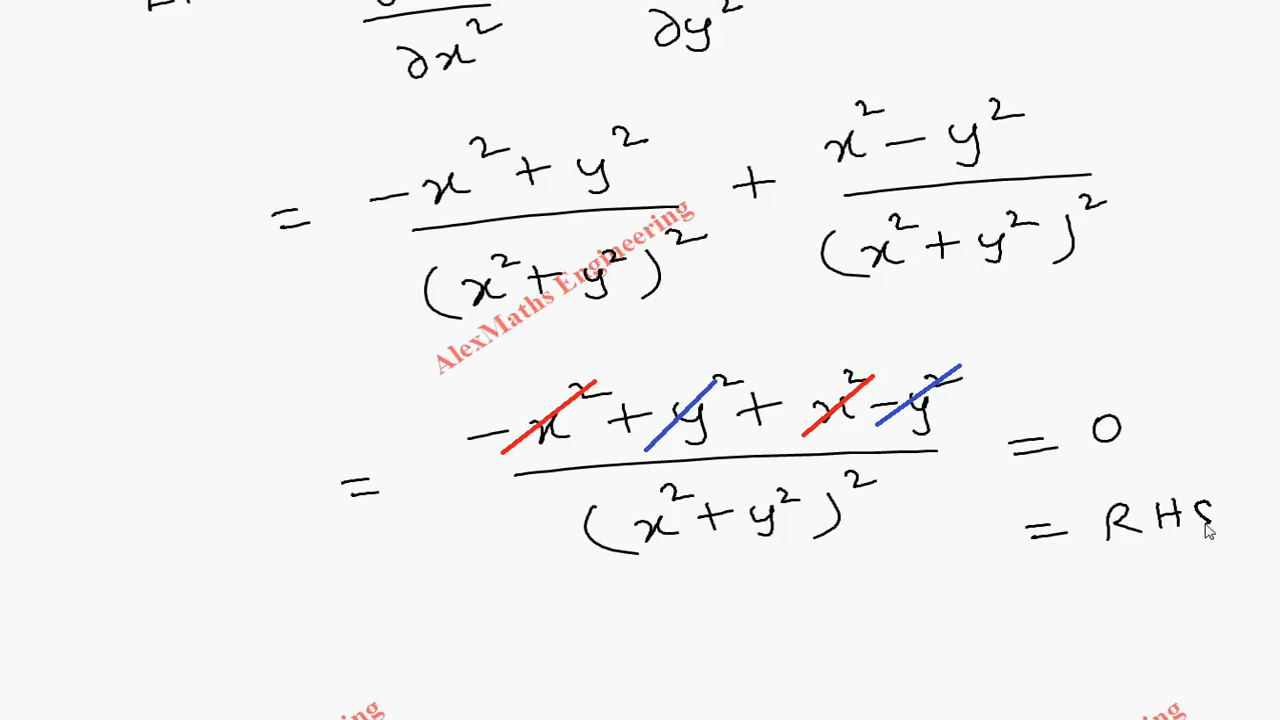 ∂x² ∂y²
= -x² + y² / (x² + y²)² + x² - y² / (x² + y²)²
AlexMaths Engineering
= -x² + y² + x² - y² / (x² + y²)² = 0
= RHS